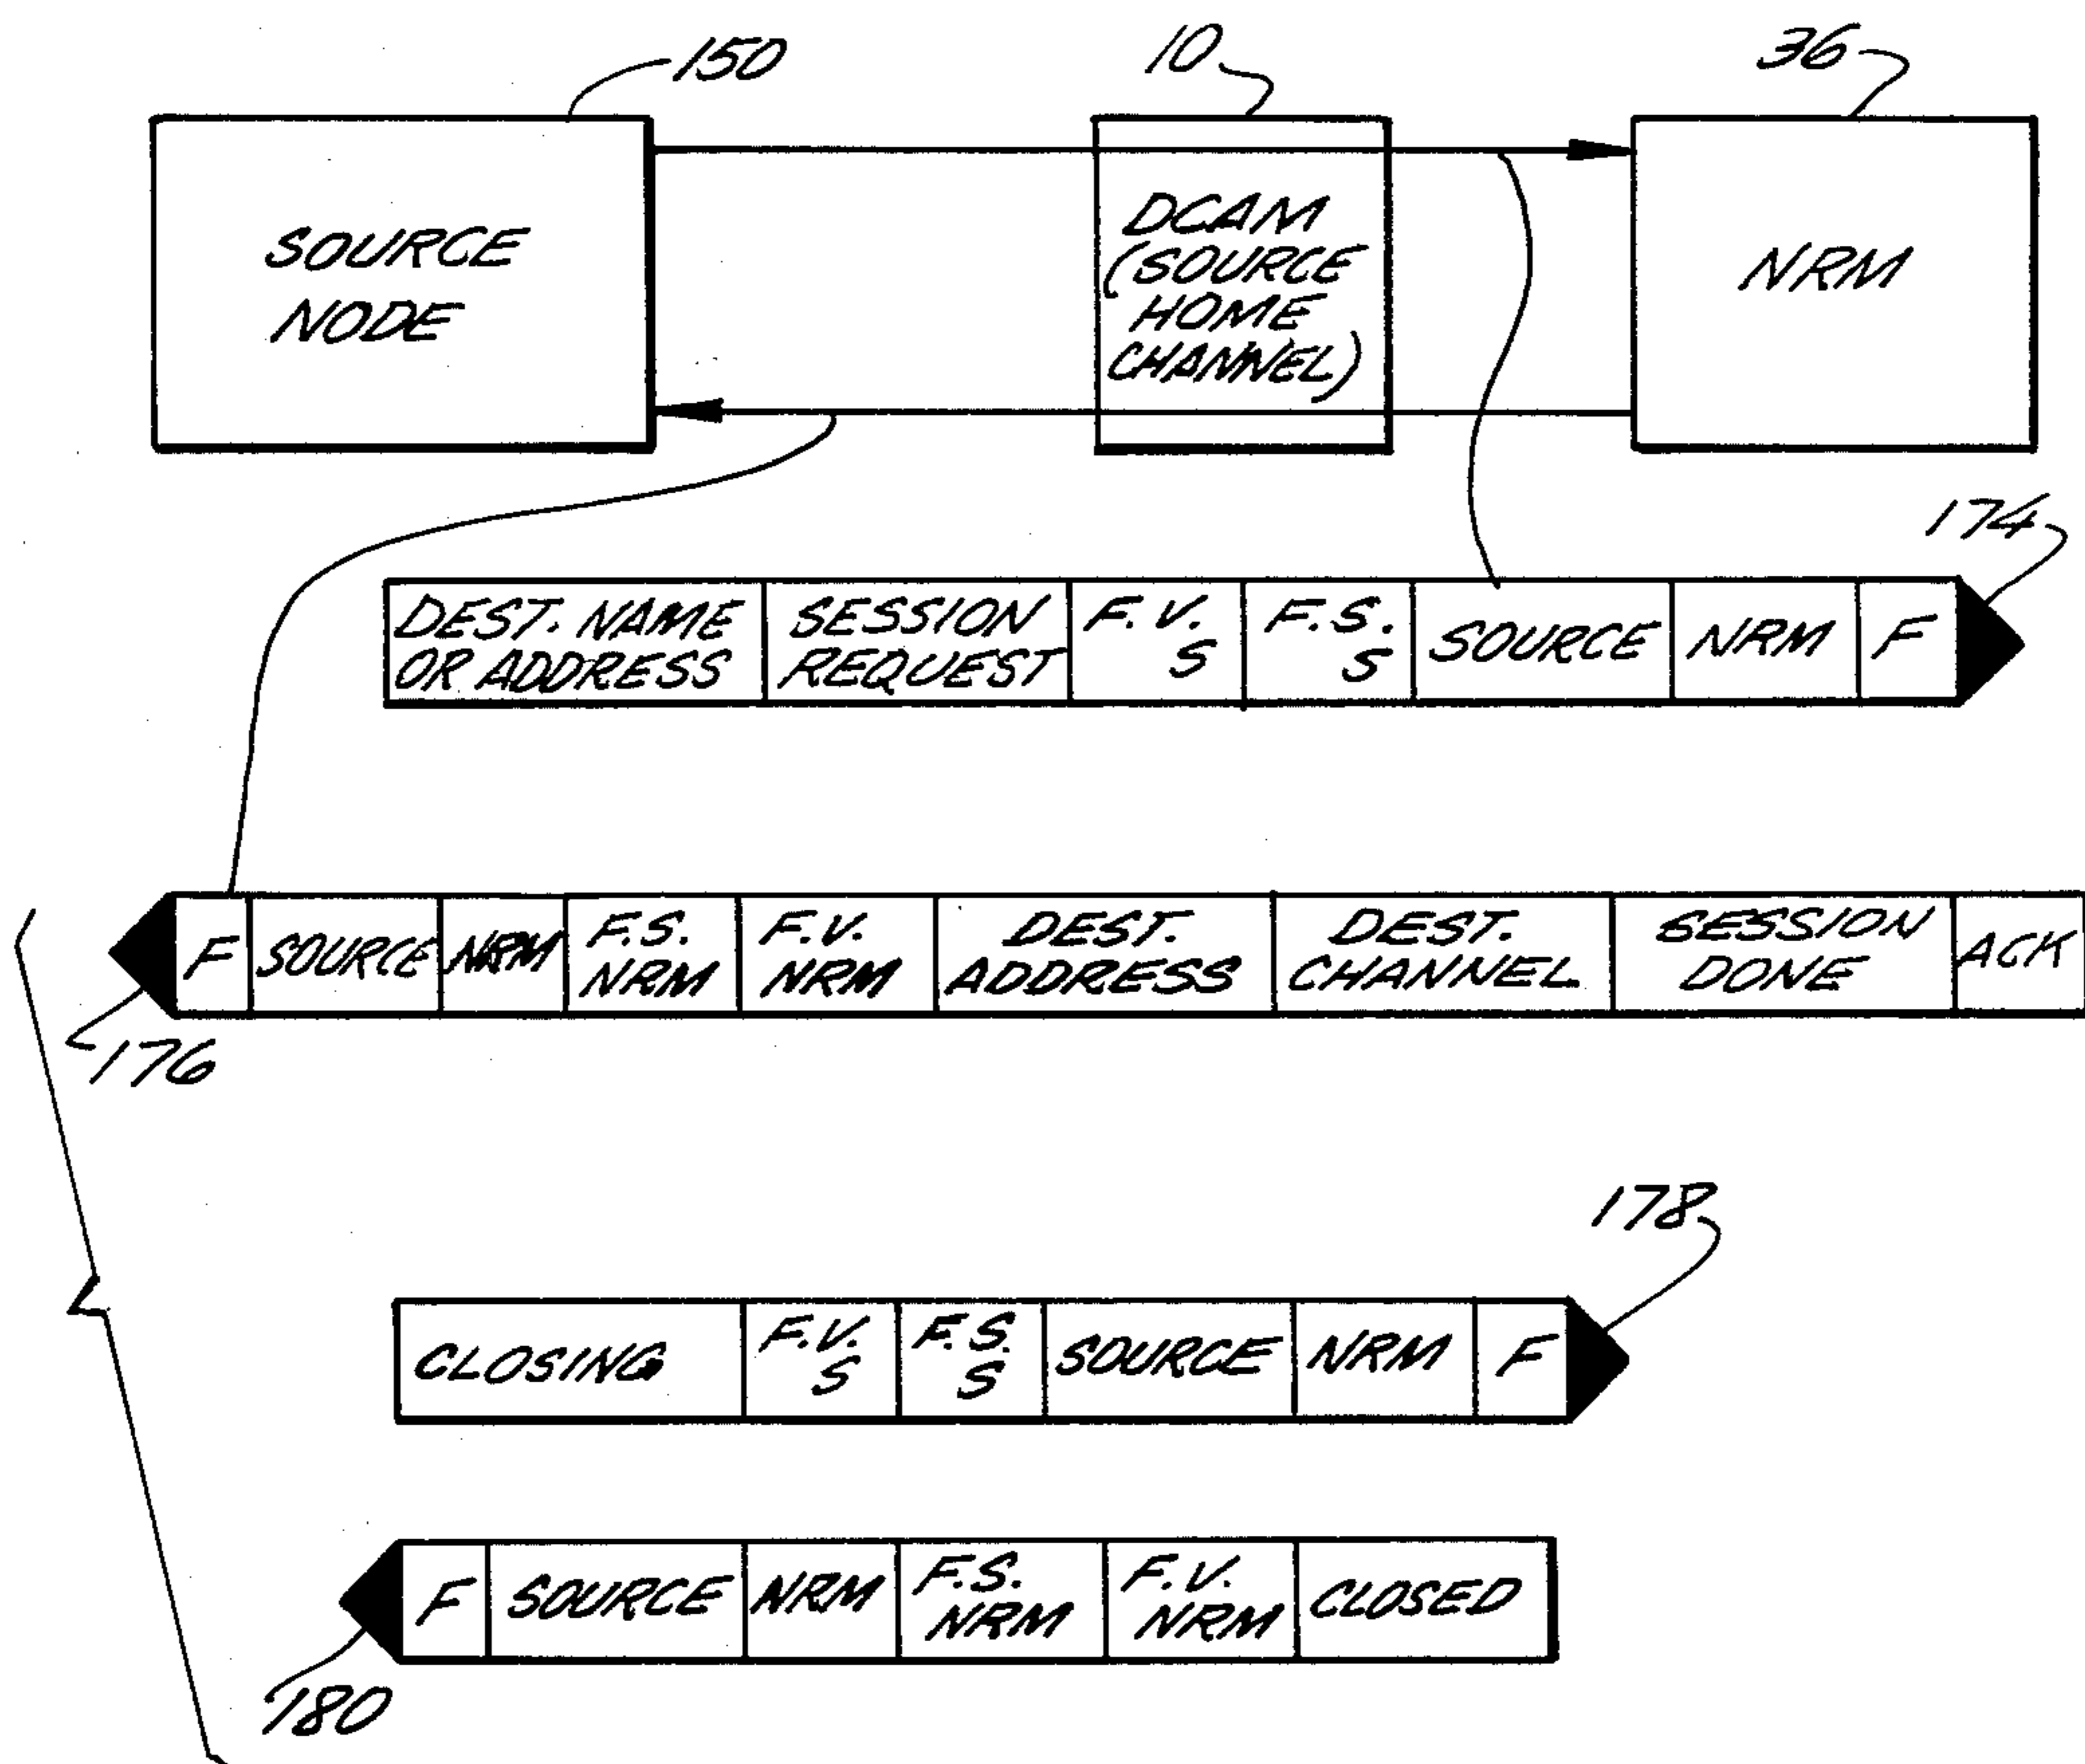 150
10
36
SOURCE
NODE
DCAM
(SOURCE
HOME
CHANNEL)
NRM
174
DEST. NAME
OR ADDRESS
SESSION
REQUEST
F.V.
S
F.S.
S
SOURCE
NRM
F
F
SOURCE
NRM
F.S.
NRM
F.V.
NRM
DEST.
ADDRESS
DEST.
CHANNEL
SESSION
DONE
ACK
176
178
CLOSING
F.V.
S
F.S.
S
SOURCE
NRM
F
F
SOURCE
NRM
F.S.
NRM
F.V.
NRM
CLOSED
180